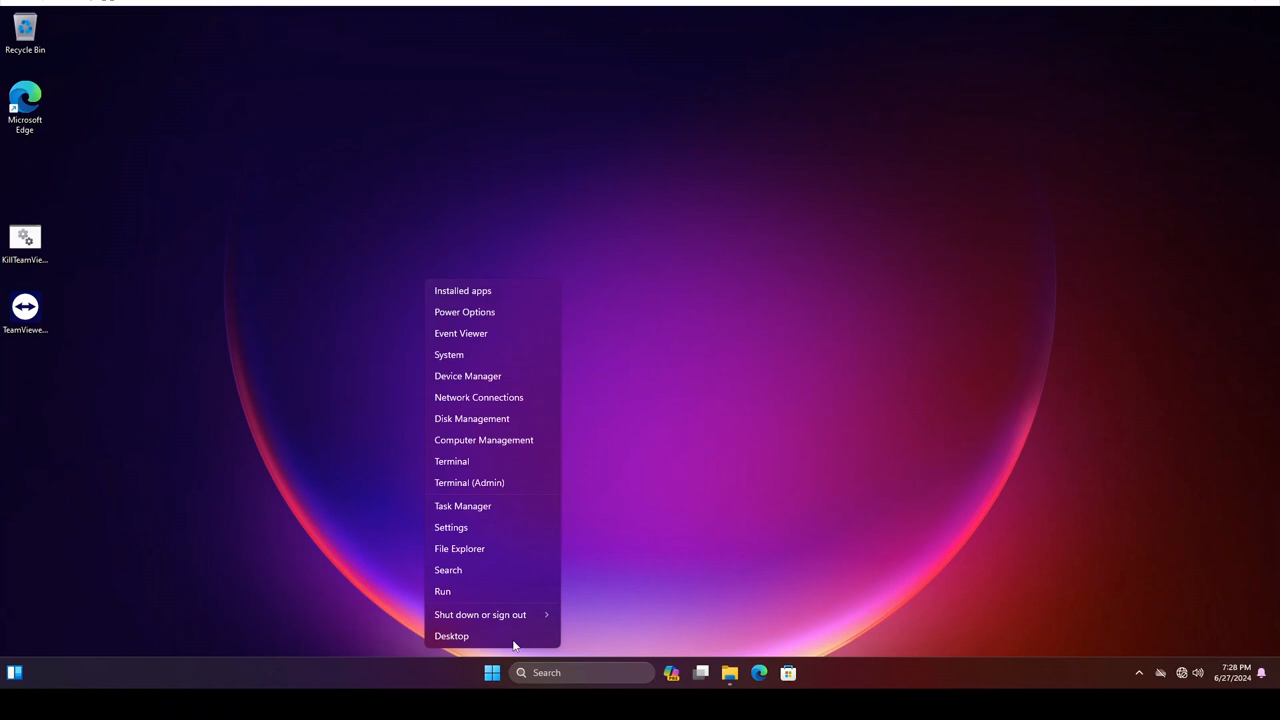 Recycle Bin
Microsoft
Edge
KillTeamVie...
TeamViewe...
Installed apps
Power Options
Event Viewer
System
Device Manager
Network Connections
Disk Management
Computer Management
Terminal
Terminal (Admin)
Task Manager
Settings
File Explorer
Search
Run
Shut down or sign out
Desktop
Search
7:28 PM
6/27/2024